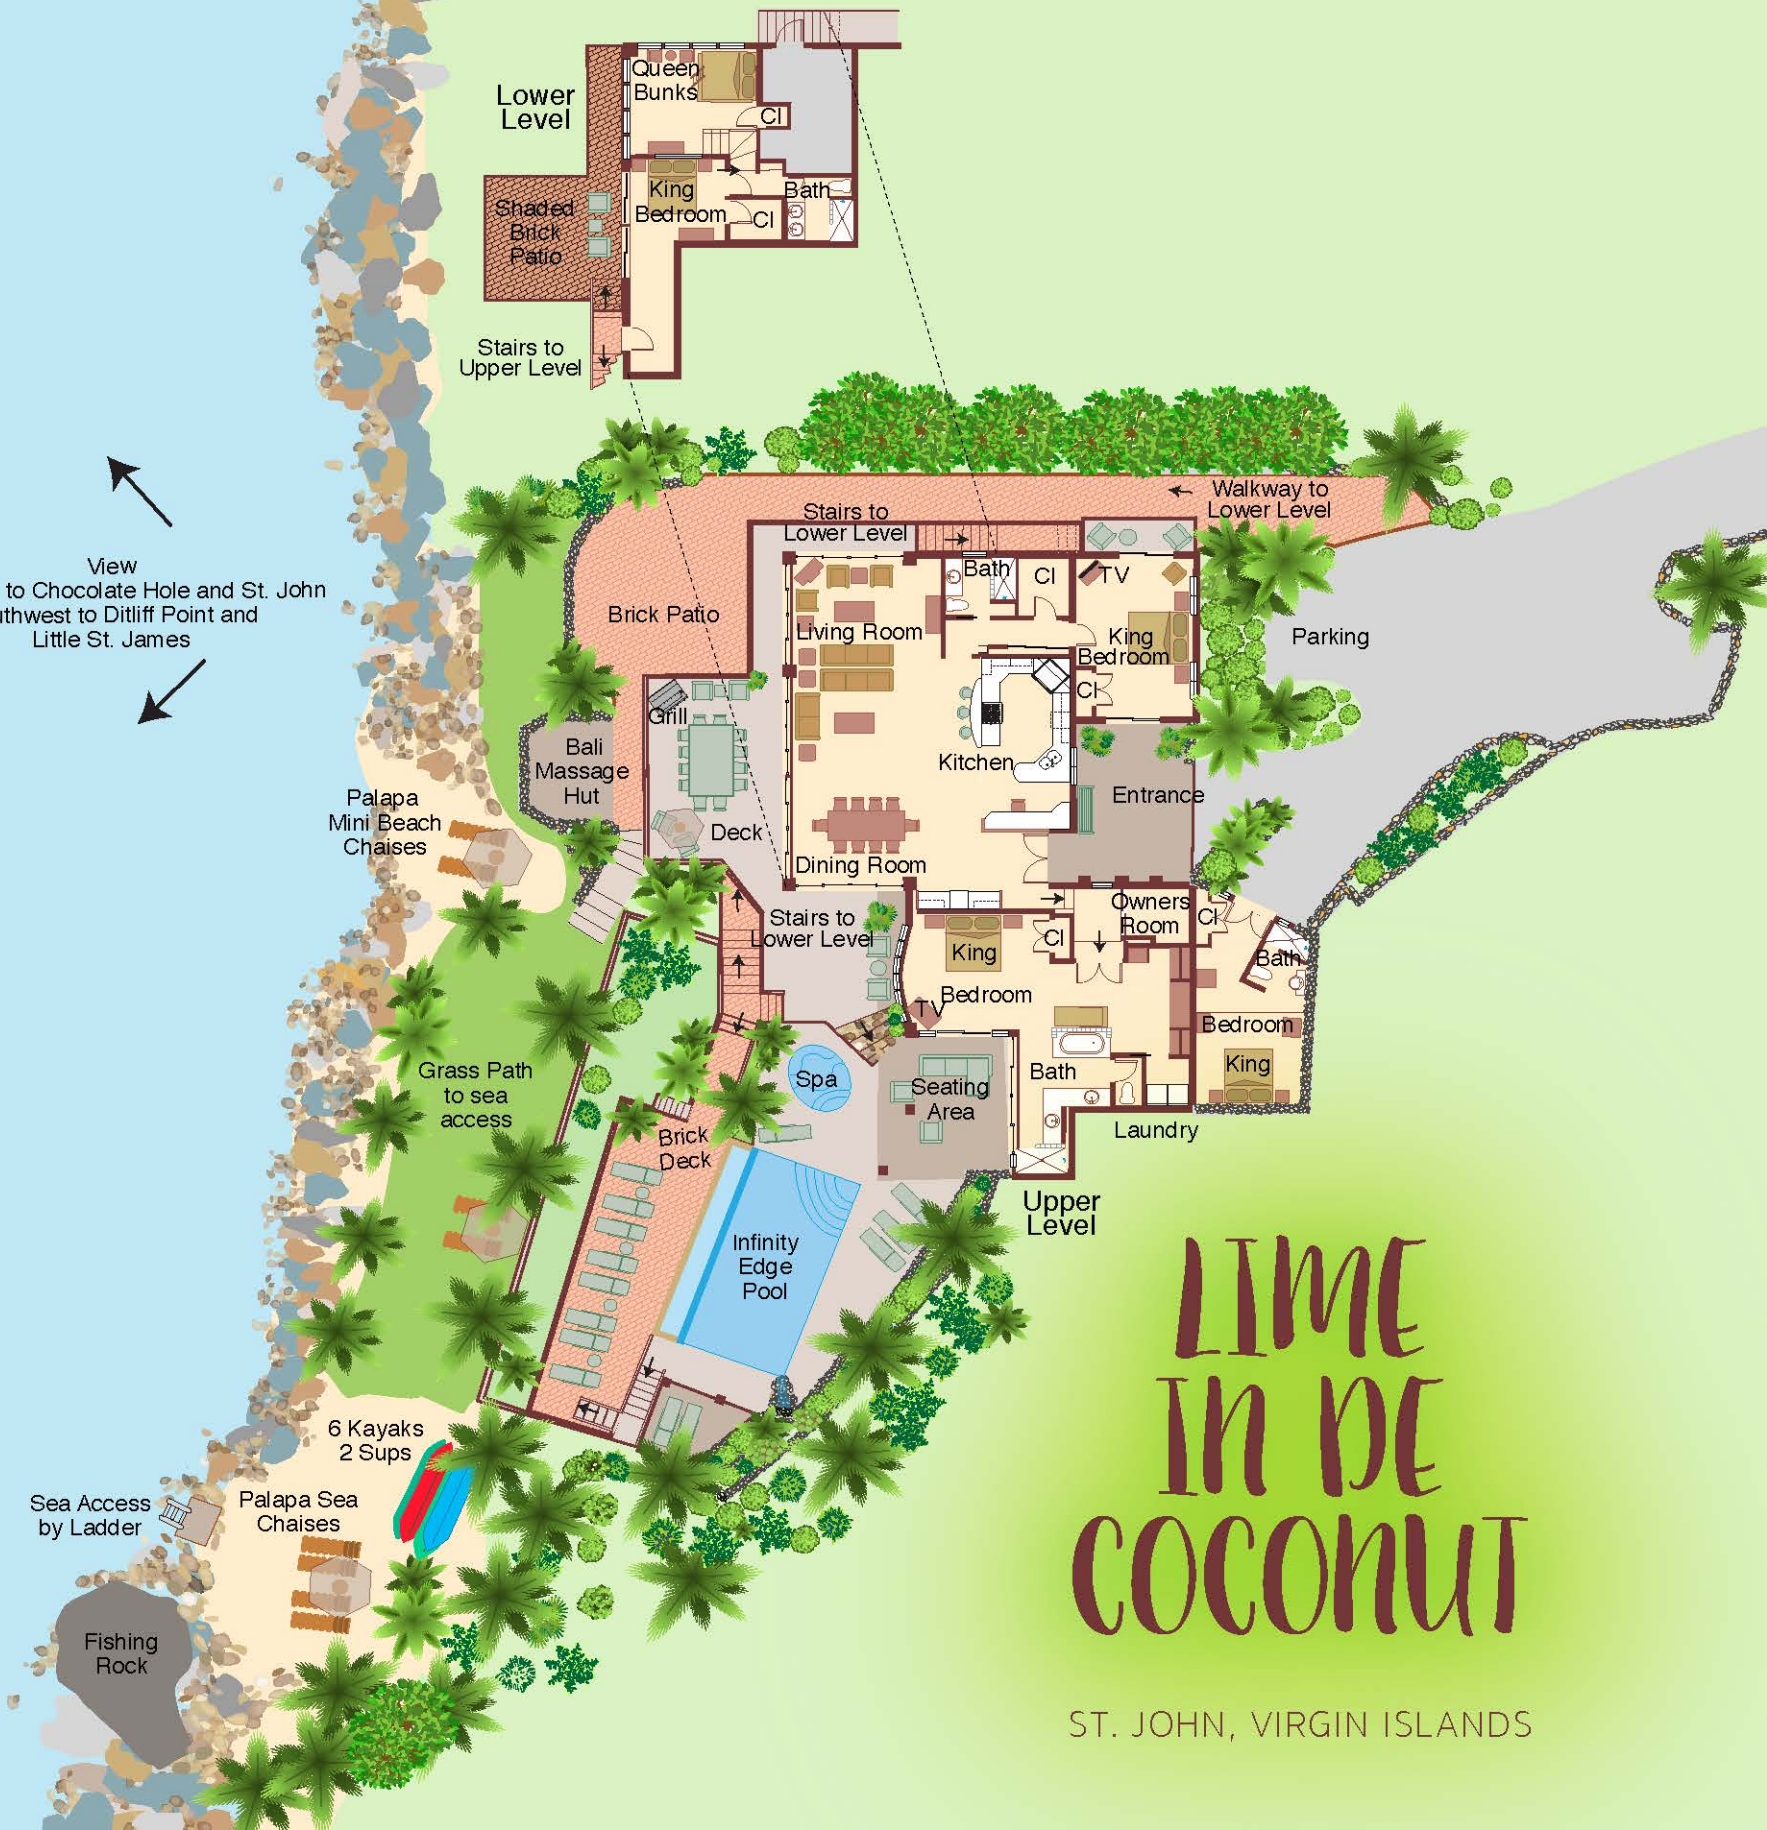 Lower
Level
Queen
Bunks
Cl
King
Bedroom
Cl
Bath
Shaded
Brick
Patio
Stairs to
Upper Level
View
to Chocolate Hole and St. John
thwest to Ditliff Point and
Little St. James
Walkway to
Lower Level
Stairs to
Lower Level
Bath
Cl
TV
Brick Patio
Living Room
King
Bedroom
Parking
Cl
Grill
Bali
Massage
Hut
Kitchen
Entrance
Palapa
Mini Beach
Chaises
Deck
Dining Room
Stairs to
Lower Level
Owners
Room
Cl
Cl
King
Bedroom
TV
Bath
Bedroom
King
Grass Path
to sea
access
Spa
Seating
Area
Bath
Laundry
Brick
Deck
Upper
Level
Infinity
Edge
Pool
6 Kayaks
2 Sups
Sea Access
by Ladder
Palapa Sea
Chaises
Fishing
Rock
LIME
IN DE
COCONUT
ST. JOHN, VIRGIN ISLANDS